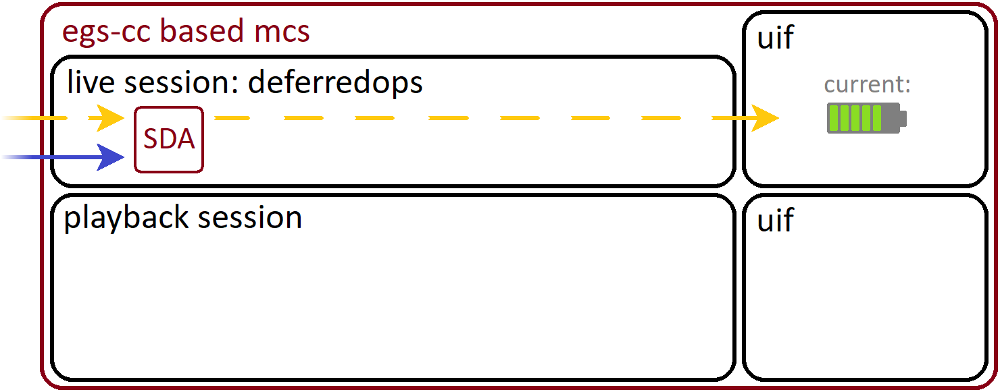 egs-cc based mcs
uif
live session: deferredops
current:
SDA
playback session
uif